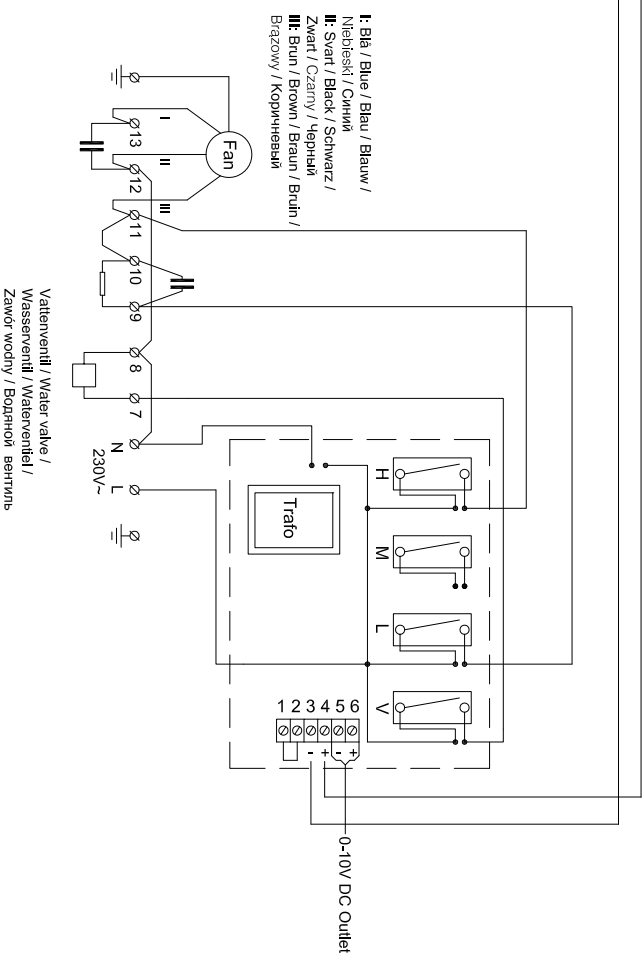 I: Blå / Blue / Blau / Blauw /
Niebieski / Синий
II: Svart / Black / Schwarz /
Zwart / Czarny / Черный
III: Brun / Brown / Braun / Bruin /
Brązowy / Коричневый
Fan
I
II
III
13
12
11
10
9
8
7
N
L
230V~
Vattenventil / Water valve /
Wasserventil / Waterventiel /
Zawór wodny / Водяной вентиль
Trafo
H
M
L
V
1 2 3 4 5 6
- + - +
0-10V DC Outlet